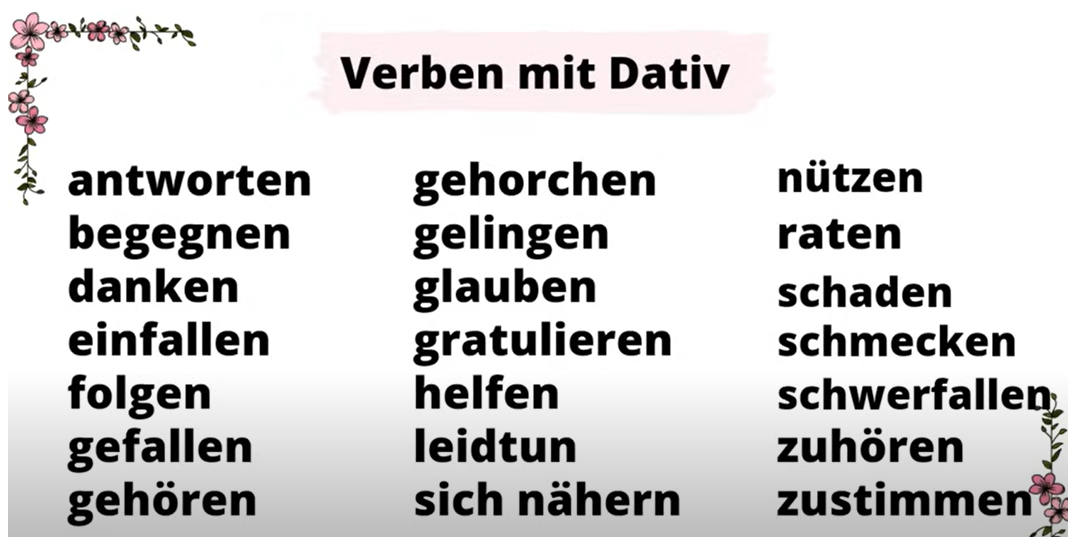 Verben mit Dativ
antworten
begegnen
danken
einfallen
folgen
gefallen
gehören
gehorchen
gelingen
glauben
gratulieren
helfen
leidtun
sich nähern
nützen
raten
schaden
schmecken
schwerfallen
zuhören
zustimmen